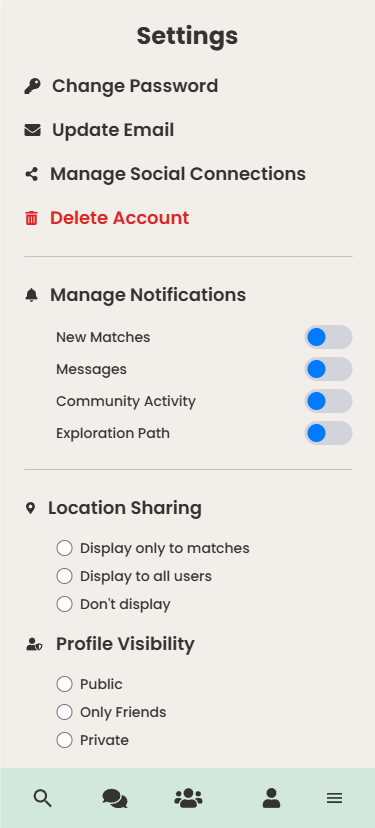 Settings
Change Password
Update Email
Manage Social Connections
Delete Account
Manage Notifications
New Matches
Messages
Community Activity
Exploration Path
Location Sharing
Display only to matches
Display to all users
Don't display
Profile Visibility
Public
Only Friends
Private